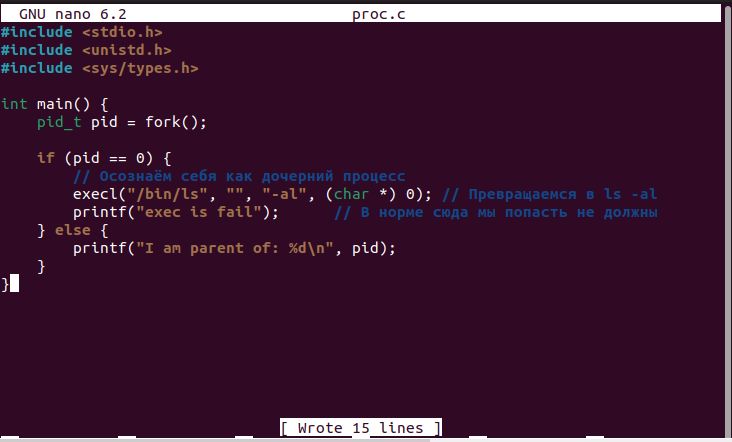 GNU nano 6.2 proc.c
#include <stdio.h>
#include <unistd.h>
#include <sys/types.h>
int main() {
pid_t pid = fork();
if (pid == 0) {
// Осознаём себя как дочерний процесс
execl("/bin/ls", "", "-al", (char *) 0); // Превращаемся в ls -al
printf("exec is fail"); // В норме сюда мы попасть не должны
} else {
printf("I am parent of: %d\n", pid);
}
}
[ Wrote 15 lines ]